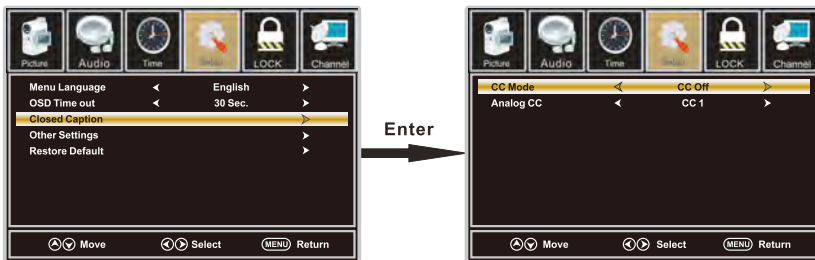 Picture Audio Time Setup LOCK Channel
Menu Language English
OSD Time out 30 Sec.
Closed Caption
Other Settings
Restore Default
Move Select MENU Return
Enter
Picture Audio Time Setup LOCK Channel
CC Mode CC Off
Analog CC CC 1
Move Select MENU Return